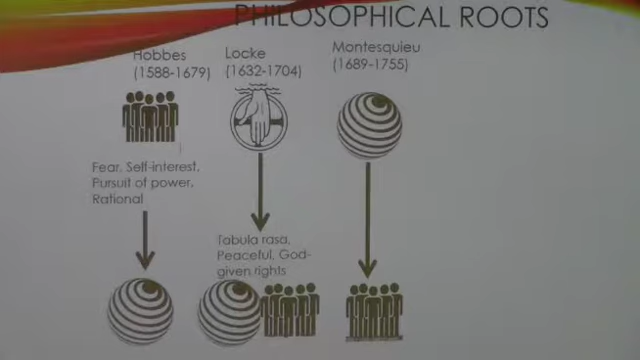 PHILOSOPHICAL ROOTS
Hobbes
(1588-1679)
Locke
(1632-1704)
Montesquieu
(1689-1755)
Fear, Self-interest,
Pursuit of power,
Rational
Tabula rasa,
Peaceful, God-
given rights